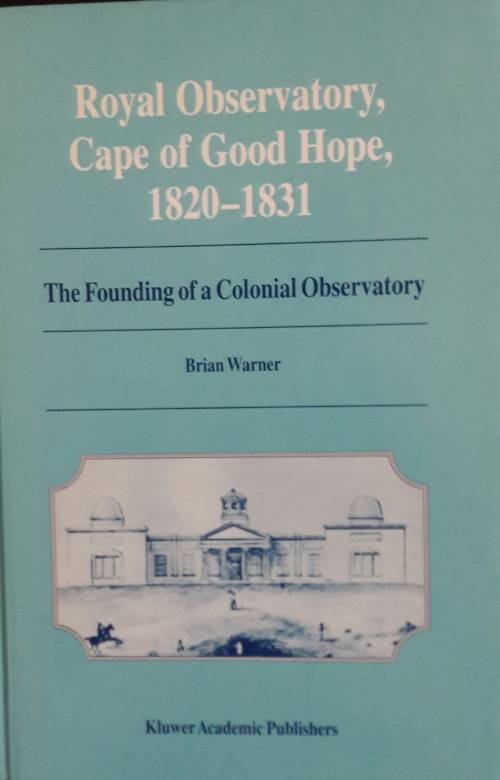 Royal Observatory,
Cape of Good Hope,
1820–1831
The Founding of a Colonial Observatory
Brian Warner
Kluwer Academic Publishers